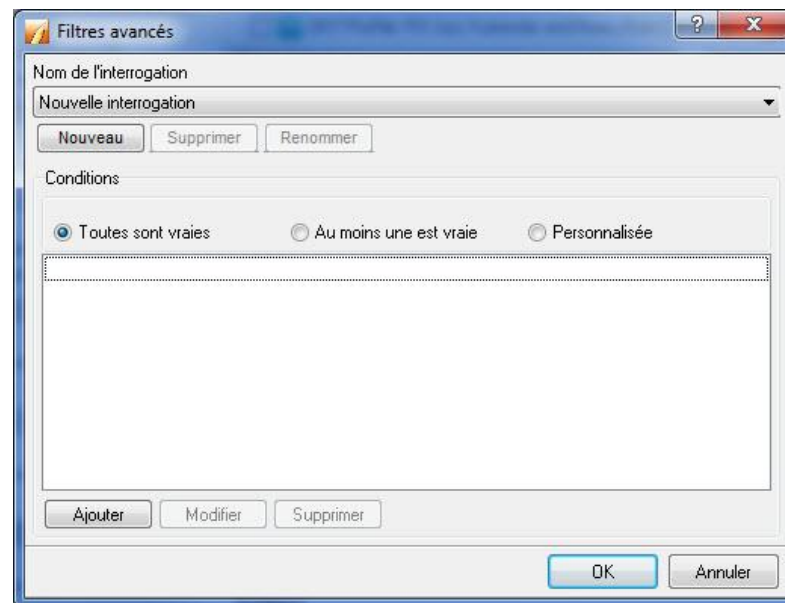 Filtres avancés
Nom de l'interrogation
Nouvelle interrogation
Nouveau Supprimer Renommer
Conditions
Toutes sont vraies Au moins une est vraie Personnalisée
Ajouter Modifier Supprimer
OK Annuler